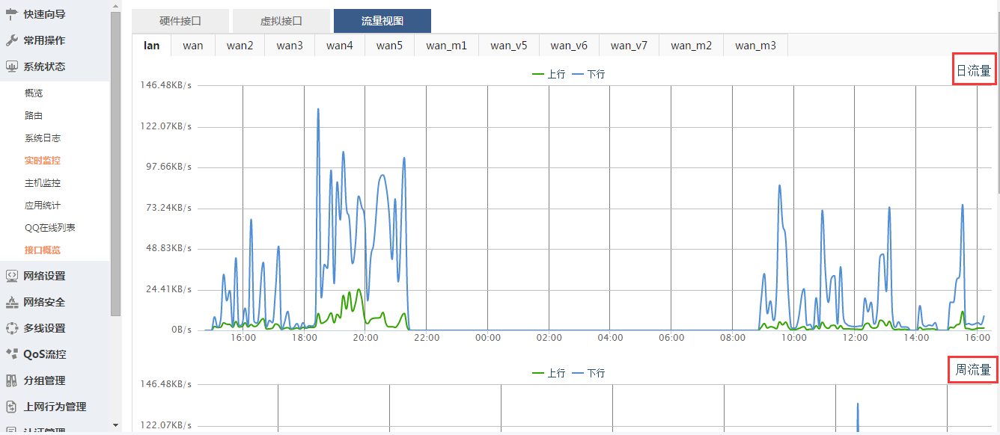 快速向导
常用操作
系统状态
概览
路由
系统日志
实时监控
主机监控
应用统计
QQ在线列表
接口概览
网络设置
网络安全
多线设置
QoS流控
分组管理
上网行为管理
认证管理
硬件接口 虚拟接口 流量视图
lan wan wan2 wan3 wan4 wan5 wan_m1 wan_v5 wan_v6 wan_v7 wan_m2 wan_m3
上行 下行 日流量
146.48KB/s
122.07KB/s
97.66KB/s
73.24KB/s
48.83KB/s
24.41KB/s
0B/s
16:00 18:00 20:00 22:00 00:00 02:00 04:00 06:00 08:00 10:00 12:00 14:00 16:00
上行 下行 周流量
146.48KB/s
122.07KB/s